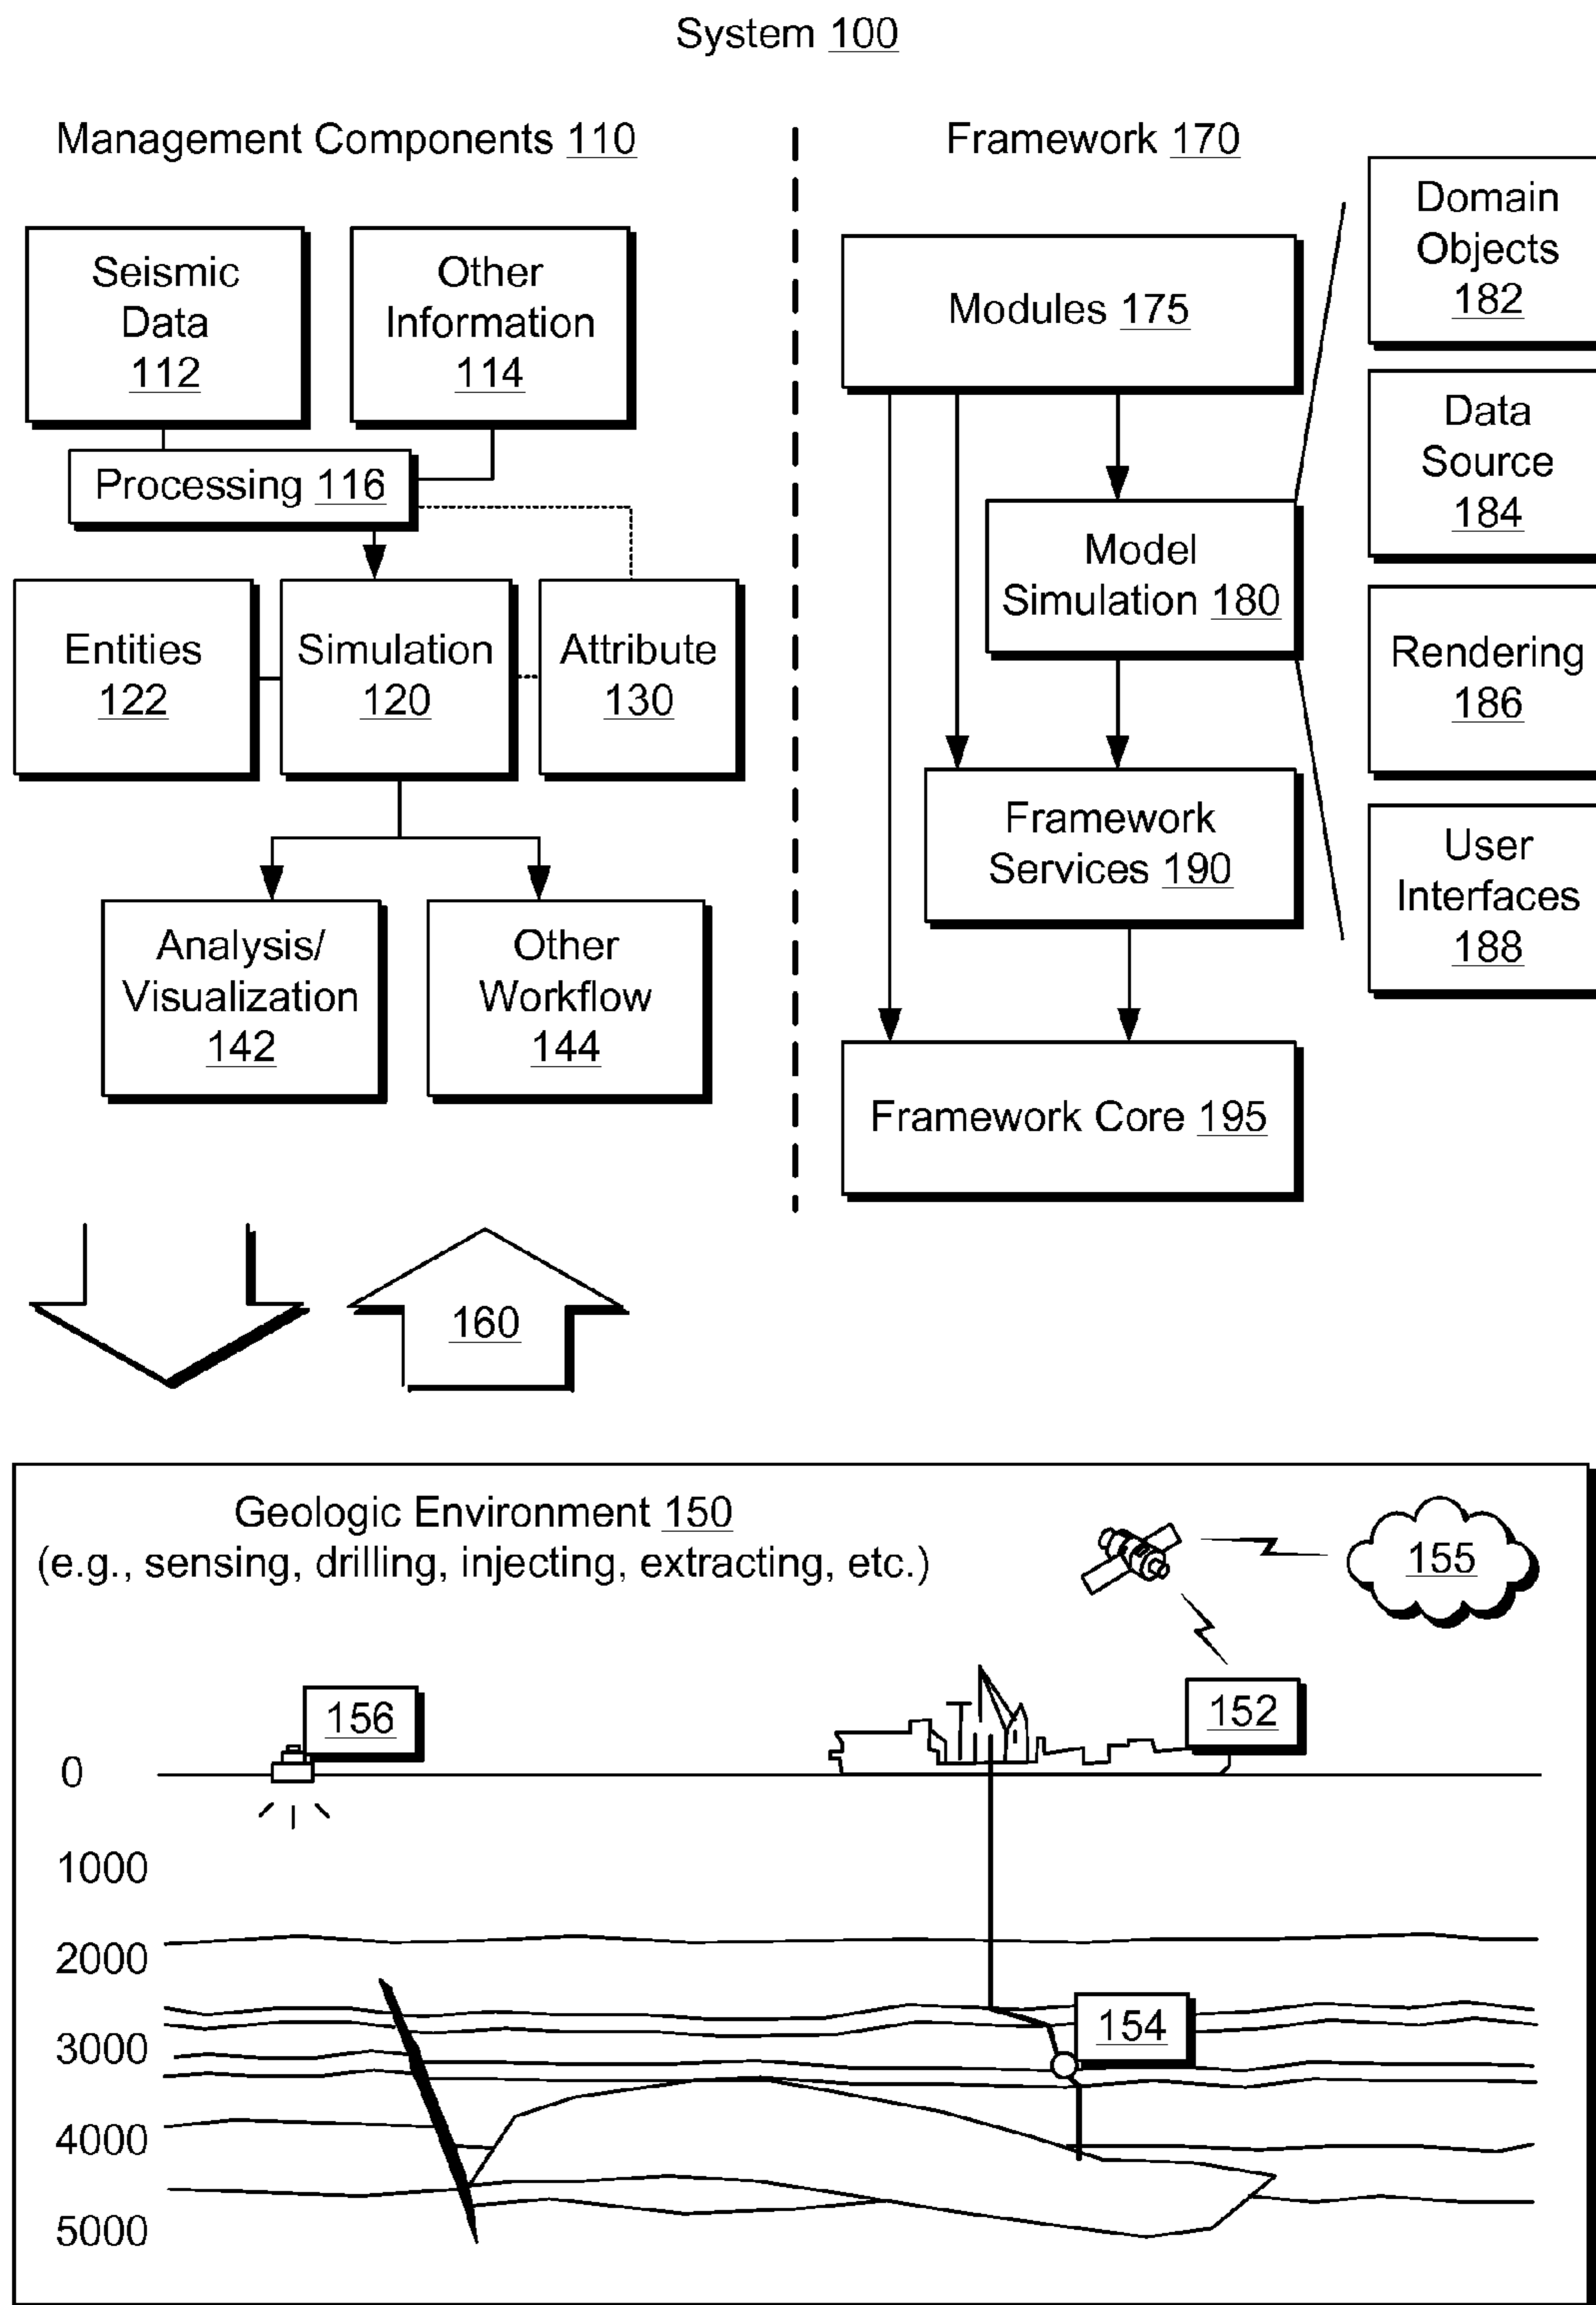 System 100
Management Components 110
Seismic
Data
112
Other
Information
114
Processing 116
Entities
122
Simulation
120
Attribute
130
Analysis/
Visualization
142
Other
Workflow
144
Framework 170
Modules 175
Model
Simulation 180
Framework
Services 190
Framework Core 195
Domain
Objects
182
Data
Source
184
Rendering
186
User
Interfaces
188
160
Geologic Environment 150
(e.g., sensing, drilling, injecting, extracting, etc.)
155
156
152
0
1000
2000
3000
154
4000
5000